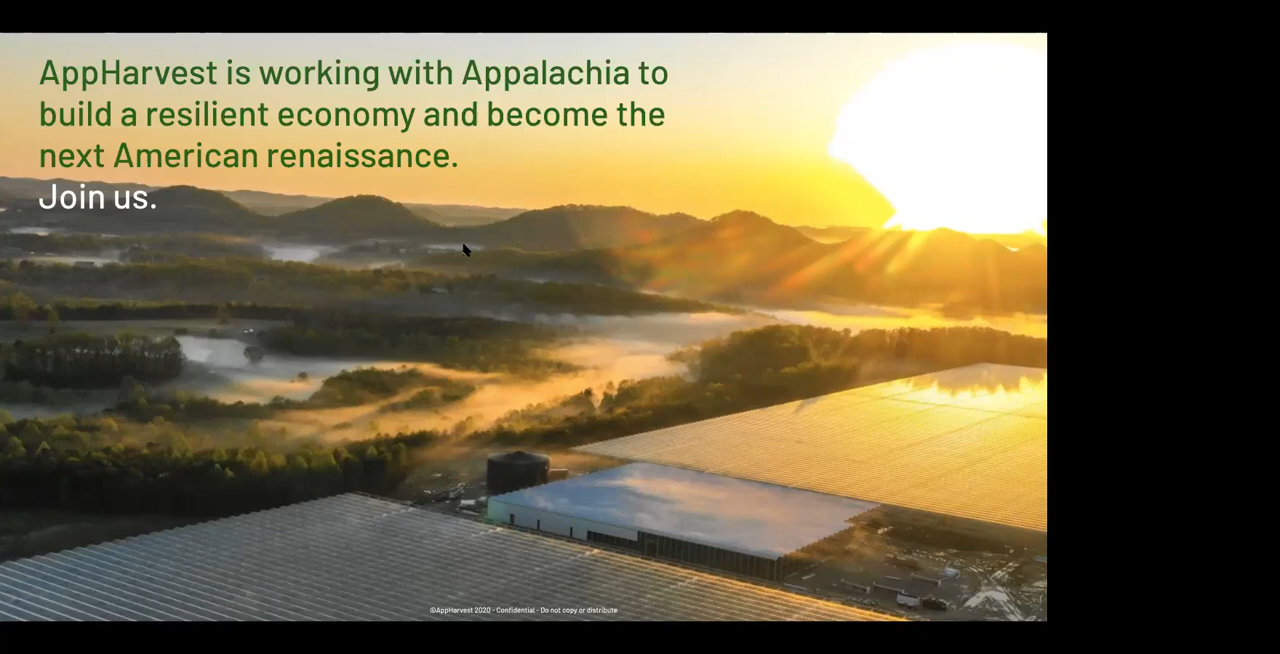 AppHarvest is working with Appalachia to
build a resilient economy and become the
next American renaissance.
Join us.
©AppHarvest 2020 - Confidential - Do not copy or distribute